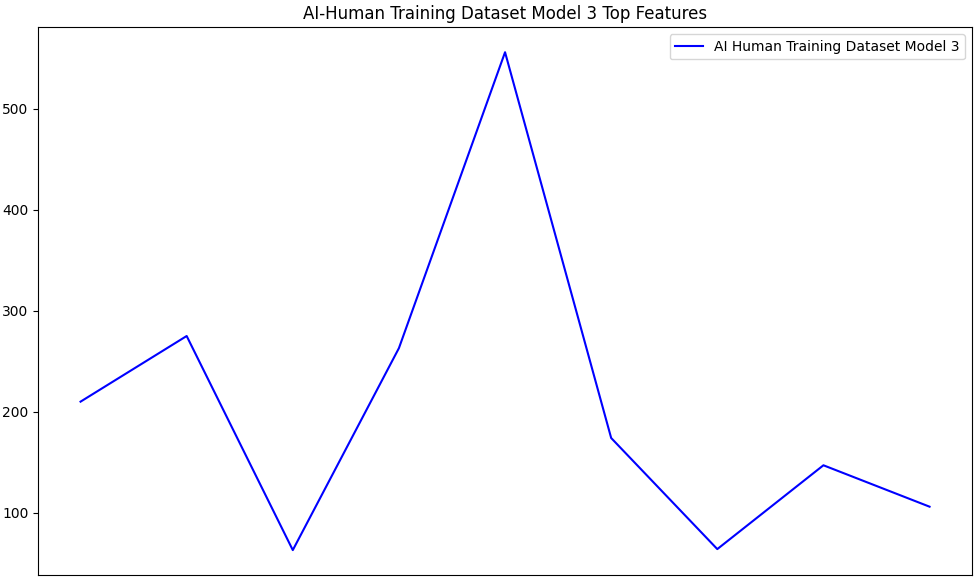 AI-Human Training Dataset Model 3 Top Features
AI Human Training Dataset Model 3
500
400
300
200
100